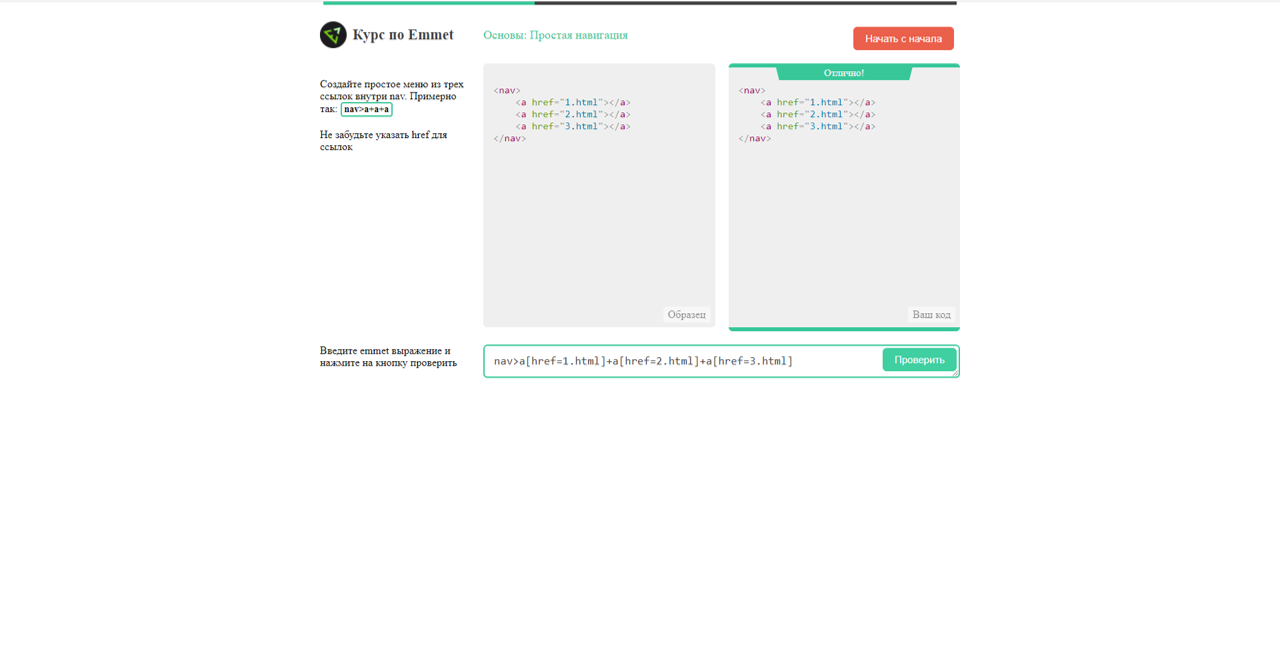 Курс по Emmet
Основы: Простая навигация
Начать с начала
Создайте простое меню из трех
ссылок внутри nav. Примерно
так: nav>a+a+a
Не забудьте указать href для
ссылок
<nav>
<a href="1.html"></a>
<a href="2.html"></a>
<a href="3.html"></a>
</nav>
Образец
Отлично!
<nav>
<a href="1.html"></a>
<a href="2.html"></a>
<a href="3.html"></a>
</nav>
Ваш код
Введите emmet выражение и
нажмите на кнопку проверить
nav>a[href=1.html]+a[href=2.html]+a[href=3.html]
Проверить